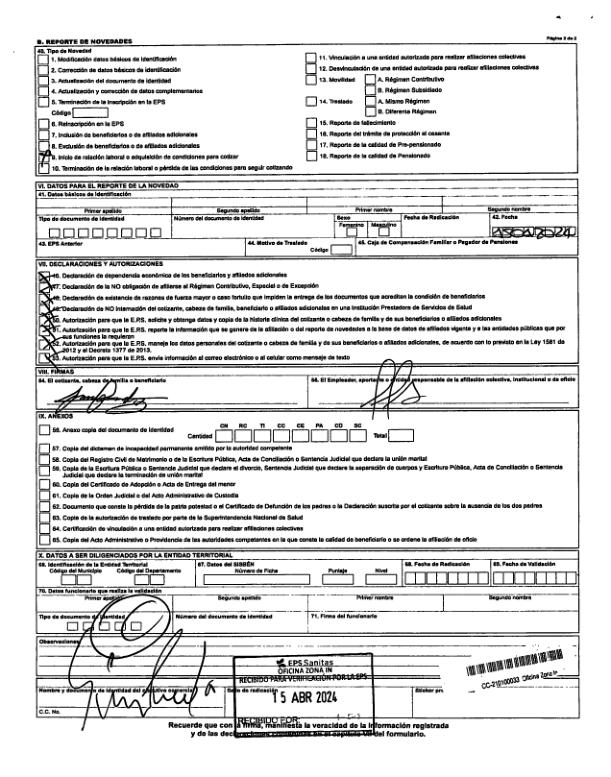 Página 2 de 2
B. REPORTE DE NOVEDADES
40. Tipo de Novedad
1. Modificación datos básicos de identificación
2. Corrección de datos básicos de identificación
3. Actualización del documento de identidad
4. Actualización y corrección de datos complementarios
5. Terminación de la inscripción en la EPS
Código
6. Reinscripción en la EPS
7. Inclusión de beneficiarios o de afiliados adicionales
8. Exclusión de beneficiarios o de afiliados adicionales
9. Inicio de relación laboral o adquisición de condiciones para cotizar
10. Terminación de la relación laboral o pérdida de las condiciones para seguir cotizando
11. Vinculación a una entidad autorizada para realizar afiliaciones colectivas
12. Desvinculación de una entidad autorizada para realizar afiliaciones colectivas
13. Movilidad
A. Régimen Contributivo
B. Régimen Subsidiado
14. Traslado
A. Mismo Régimen
B. Diferente Régimen
15. Reporte de fallecimiento
16. Reporte del trámite de protección al cesante
17. Reporte de la calidad de Pre-pensionado
18. Reporte de la calidad de Pensionado
VI. DATOS PARA EL REPORTE DE LA NOVEDAD
41. Datos básicos de identificación
Primer apellido Segundo apellido Primer nombre Segundo nombre
Tipo de documento de identidad Número del documento de identidad Sexo Femenino Masculino Fecha de Radicación 42. Fecha
15042024
43. EPS Anterior 44. Motivo de Traslado Código 45. Caja de Compensación Familiar o Pagador de Pensiones
VII. DECLARACIONES Y AUTORIZACIONES
46. Declaración de dependencia económica de los beneficiarios y afiliados adicionales
47. Declaración de la NO obligación de afiliarse al Régimen Contributivo, Especial o de Excepción
48. Declaración de existencia de razones de fuerza mayor o caso fortuito que impiden la entrega de los documentos que acreditan la condición de beneficiarios
49. Declaración de NO internación del cotizante, cabeza de familia, beneficiario o afiliados adicionales en una Institución Prestadora de Servicios de Salud
50. Autorización para que la E.P.S. solicite y obtenga datos y copia de la historia clínica del cotizante o cabeza de familia y de sus beneficiarios o afiliados adicionales
51. Autorización para que la E.P.S. reporte la información que se genere de la afiliación o del reporte de novedades a la base de datos de afiliados vigente y a las entidades públicas que por
sus funciones la requieran
52. Autorización para que la E.P.S. maneje los datos personales del cotizante o cabeza de familia y de sus beneficiarios o afiliados adicionales, de acuerdo con lo previsto en la Ley 1581 de
2012 y el Decreto 1377 de 2013.
53. Autorización para que la E.P.S. envíe información al correo electrónico o al celular como mensaje de texto
VIII. FIRMAS
54. El cotizante, cabeza de familia o beneficiario
55. El Empleador, aportante o entidad responsable de la afiliación colectiva, institucional o de oficio
IX. ANEXOS
56. Anexo copia del documento de identidad
CN RC TI CC CE PA CD SC
Cantidad Total
57. Copia del dictamen de incapacidad permanente emitido por la autoridad competente
58. Copia del Registro Civil de Matrimonio o de la Escritura Pública, Acta de Conciliación o Sentencia Judicial que declare la unión marital
59. Copia de la Escritura Pública o Sentencia Judicial que declare el divorcio, Sentencia Judicial que declare la separación de cuerpos y Escritura Pública, Acta de Conciliación o Sentencia
Judicial que declare la terminación de unión marital
60. Copia del Certificado de Adopción o Acta de Entrega del menor
61. Copia de la Orden Judicial o del Acto Administrativo de Custodia
62. Documento que conste la pérdida de la patria potestad o el Certificado de Defunción de los padres o la Declaración suscrita por el cotizante sobre la ausencia de los dos padres
63. Copia de la autorización de traslado por parte de la Superintendencia Nacional de Salud
64. Certificación de vinculación a una entidad autorizada para realizar afiliaciones colectivas
65. Copia del Acto Administrativo o Providencia de las autoridades competentes en la que conste la calidad de beneficiario o se ordene la afiliación de oficio
X. DATOS A SER DILIGENCIADOS POR LA ENTIDAD TERRITORIAL
66. Identificación de la Entidad Territorial
Código del Municipio Código del Departamento
67. Datos del SISBÉN
Número de Ficha Puntaje Nivel
68. Fecha de Radicación
69. Fecha de Validación
70. Datos funcionario que realiza la validación
Primer apellido Segundo apellido Primer nombre Segundo nombre
Tipo de documento de identidad Número del documento de identidad 71. Firma del funcionario
Observaciones
EPS Sanitas
OFICINA ZONA IN
RECIBIDO PARA VERIFICACIÓN POR LA EPS
15 ABR 2024
RECIBIDO POR:
CC-210100033 Oficina Zona In
Nombre y documento de identidad del
de radicación
Sticker
C.C. No.
Recuerde que con la firma, manifiesta la veracidad de la información registrada
y de las declaraciones contenidas en el capítulo VII del formulario.